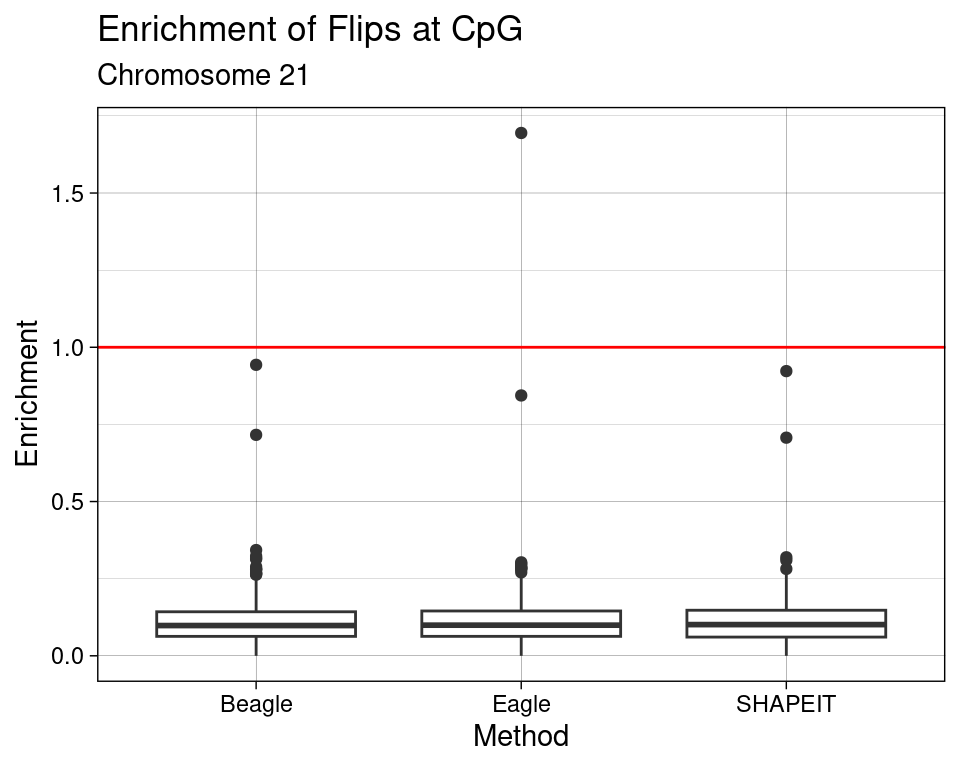 Enrichment of Flips at CpG
Chromosome 21
Enrichment
1.5
1.0
0.5
0.0
Beagle Eagle SHAPEIT
Method